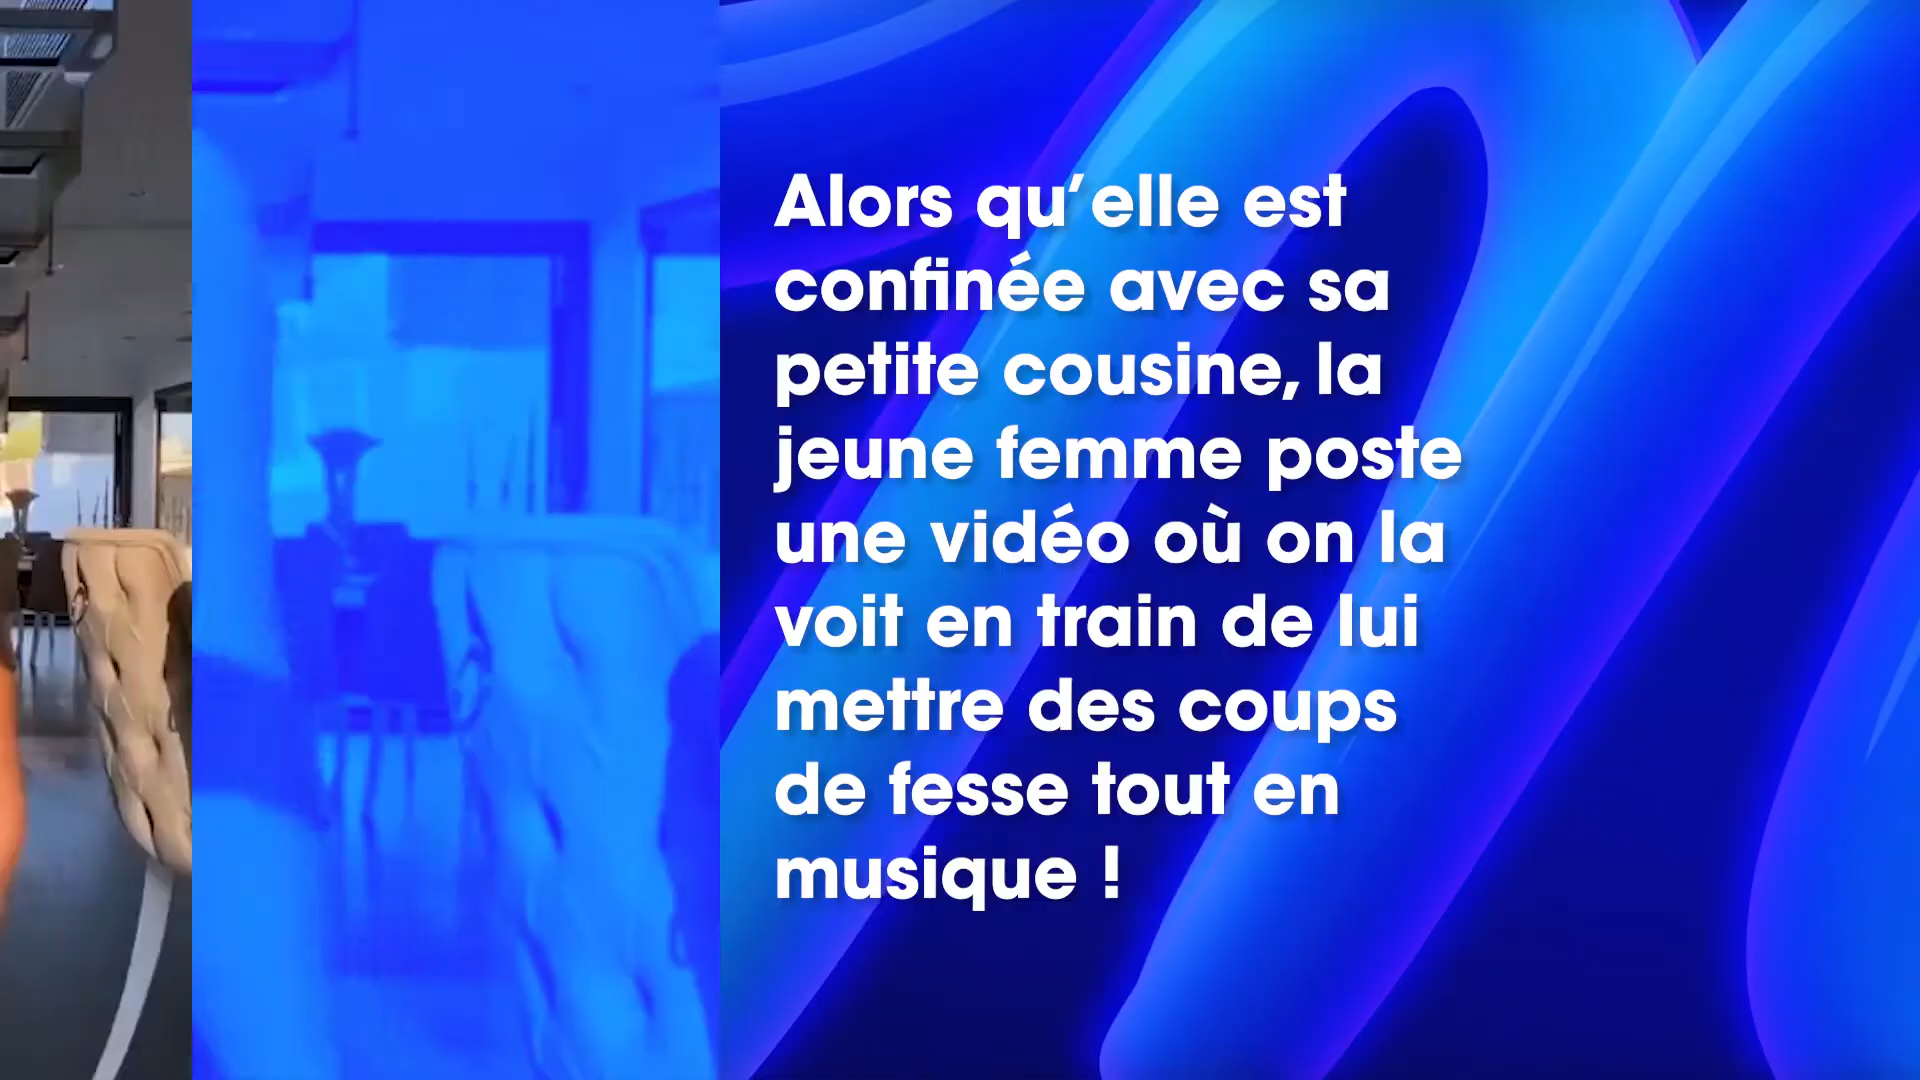 Alors qu’elle est
confinée avec sa
petite cousine, la
jeune femme poste
une vidéo où on la
voit en train de lui
mettre des coups
de fesse tout en
musique !